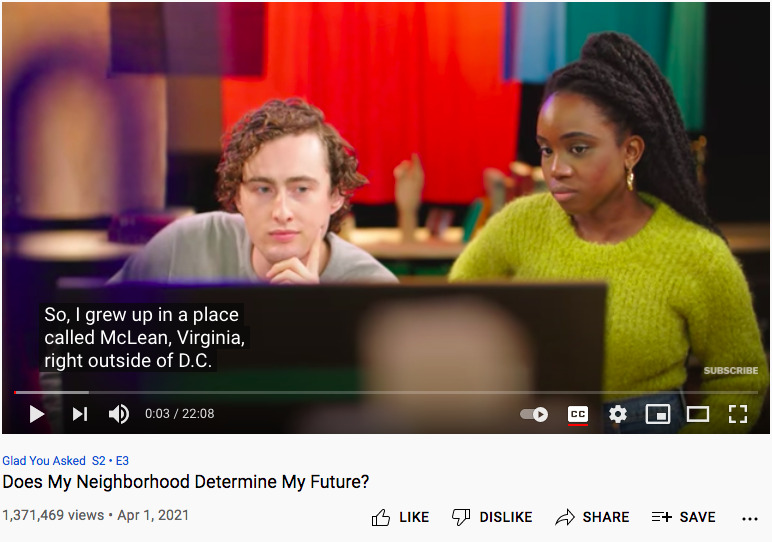 So, I grew up in a place
called McLean, Virginia,
right outside of D.C.
SUBSCRIBE
0:03 / 22:08
CC
Glad You Asked S2 • E3
Does My Neighborhood Determine My Future?
1,371,469 views • Apr 1, 2021
LIKE DISLIKE SHARE SAVE